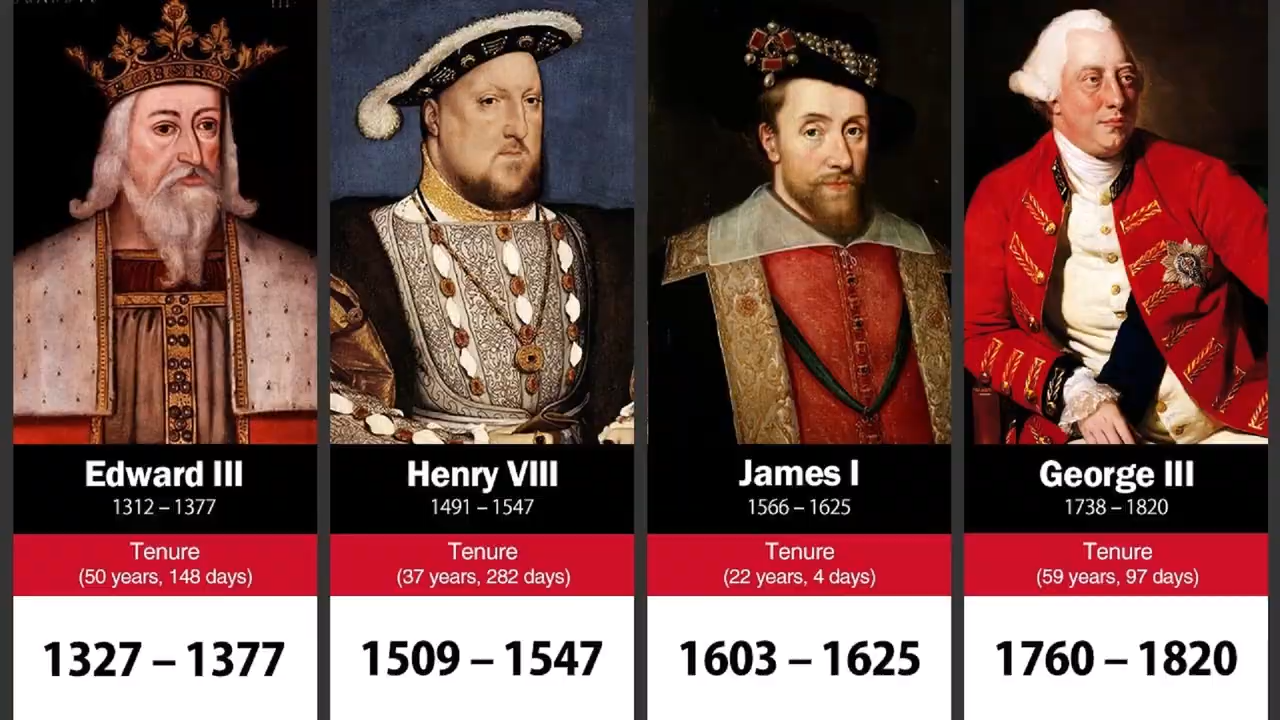 Edward III
1312 – 1377
Tenure
(50 years, 148 days)
1327 – 1377
Henry VIII
1491 – 1547
Tenure
(37 years, 282 days)
1509 – 1547
James I
1566 – 1625
Tenure
(22 years, 4 days)
1603 – 1625
George III
1738 – 1820
Tenure
(59 years, 97 days)
1760 – 1820